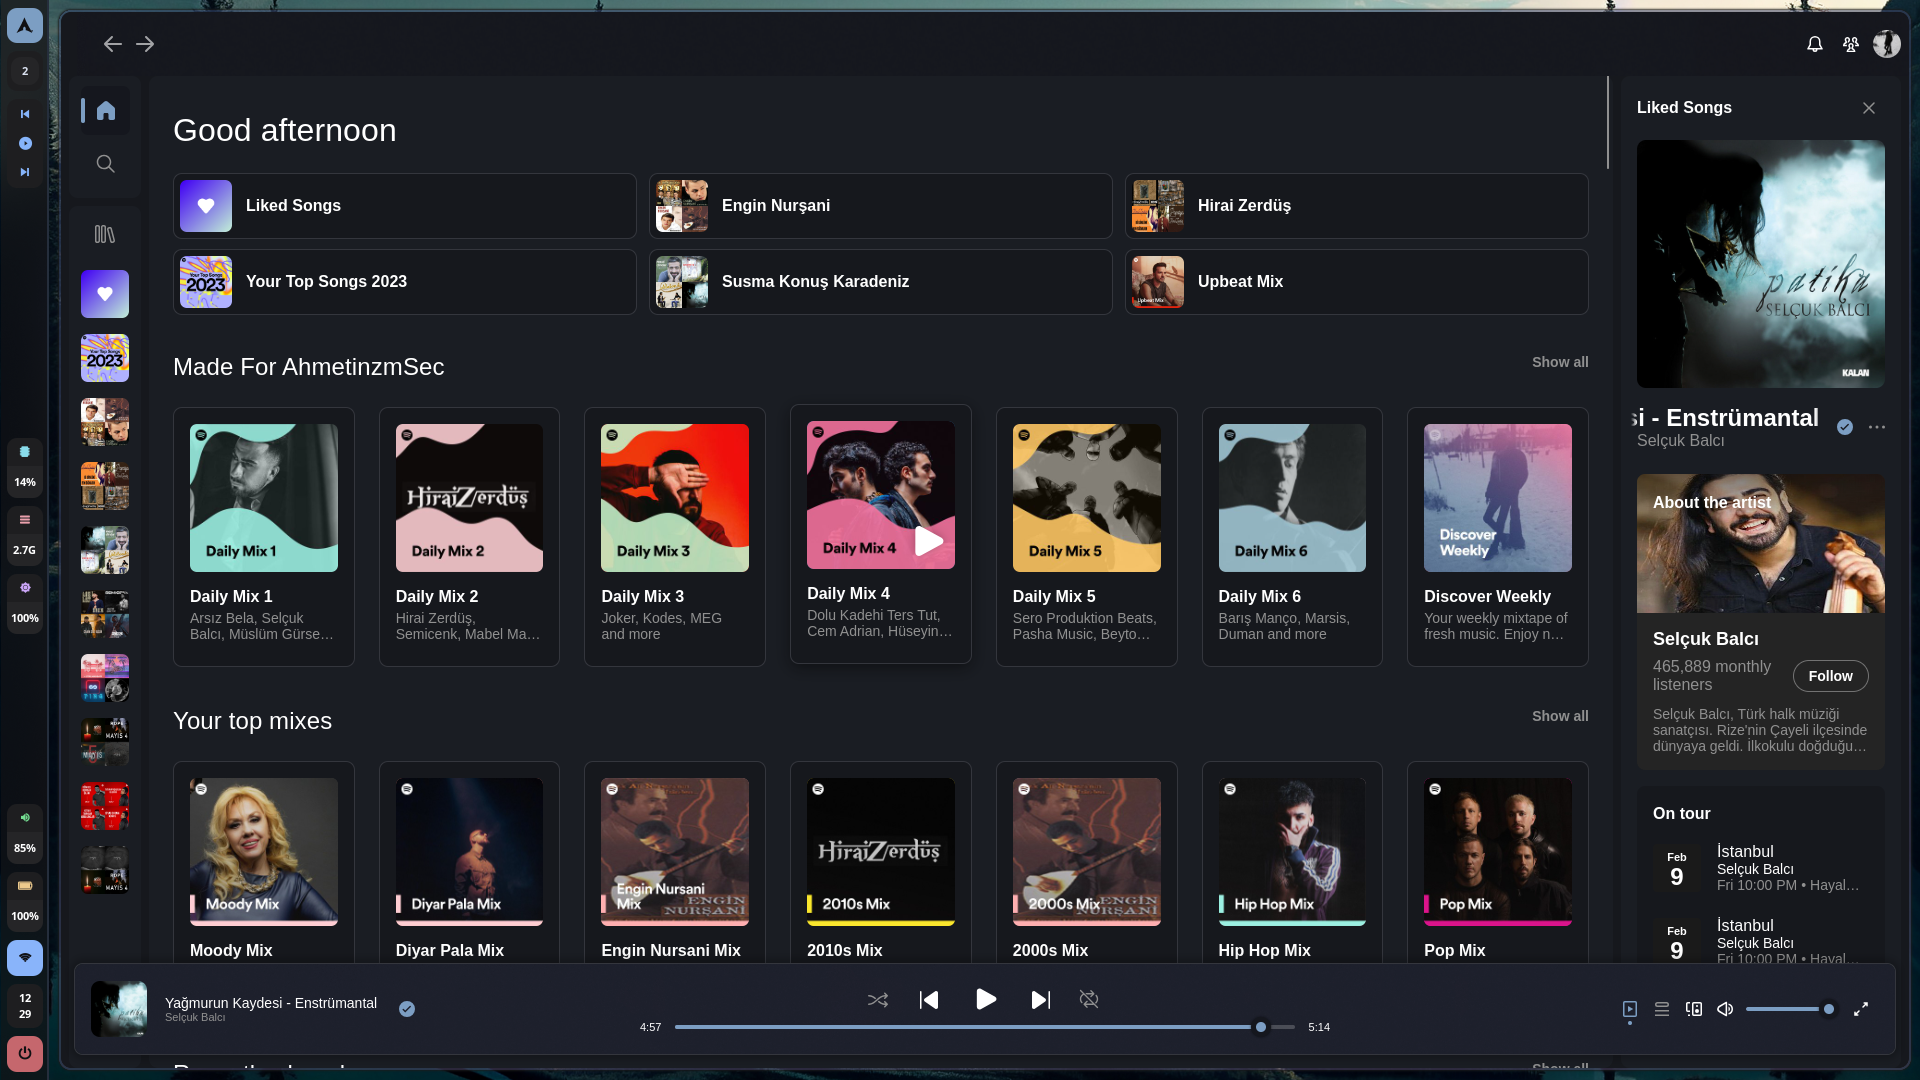 2
14%
2.7G
100%
85%
100%
12
29
Good afternoon
Liked Songs
Engin Nurşani
Hirai Zerdüş
Your Top Songs 2023
Susma Konuş Karadeniz
Upbeat Mix
Made For AhmetinzmSec
Show all
Daily Mix 1
Daily Mix 2
Daily Mix 3
Daily Mix 4
Daily Mix 5
Daily Mix 6
Discover
Weekly
HiraiZerdüş
Daily Mix 1
Arsız Bela, Selçuk
Balcı, Müslüm Gürse...
Daily Mix 2
Hirai Zerdüş,
Semicenk, Mabel Ma...
Daily Mix 3
Joker, Kodes, MEG
and more
Daily Mix 4
Dolu Kadehi Ters Tut,
Cem Adrian, Hüseyin...
Daily Mix 5
Sero Produktion Beats,
Pasha Music, Beyto...
Daily Mix 6
Barış Manço, Marsis,
Duman and more
Discover Weekly
Your weekly mixtape of
fresh music. Enjoy n...
Your top mixes
Show all
Moody Mix
Diyar Pala Mix
Engin Nursani
Mix
ENGİN
NURŞANİ
HiraiZerdüş
2010s Mix
2000s Mix
ENGİN
NURŞANİ
Hip Hop Mix
Pop Mix
Moody Mix
Diyar Pala Mix
Engin Nursani Mix
2010s Mix
2000s Mix
Hip Hop Mix
Pop Mix
Show all
Liked Songs
patika
SELÇUK BALCI
KALAN
si - Enstrümantal
Selçuk Balcı
About the artist
Selçuk Balcı
465,889 monthly
listeners
Follow
Selçuk Balcı, Türk halk müziği
sanatçısı. Rize'nin Çayeli ilçesinde
dünyaya geldi. İlkokulu doğduğu...
On tour
Feb
9
İstanbul
Selçuk Balcı
Fri 10:00 PM • Hayal...
Feb
9
İstanbul
Selçuk Balcı
Fri 10:00 PM • Hayal...
Yağmurun Kaydesi - Enstrümantal
Selçuk Balcı
4:57
5:14